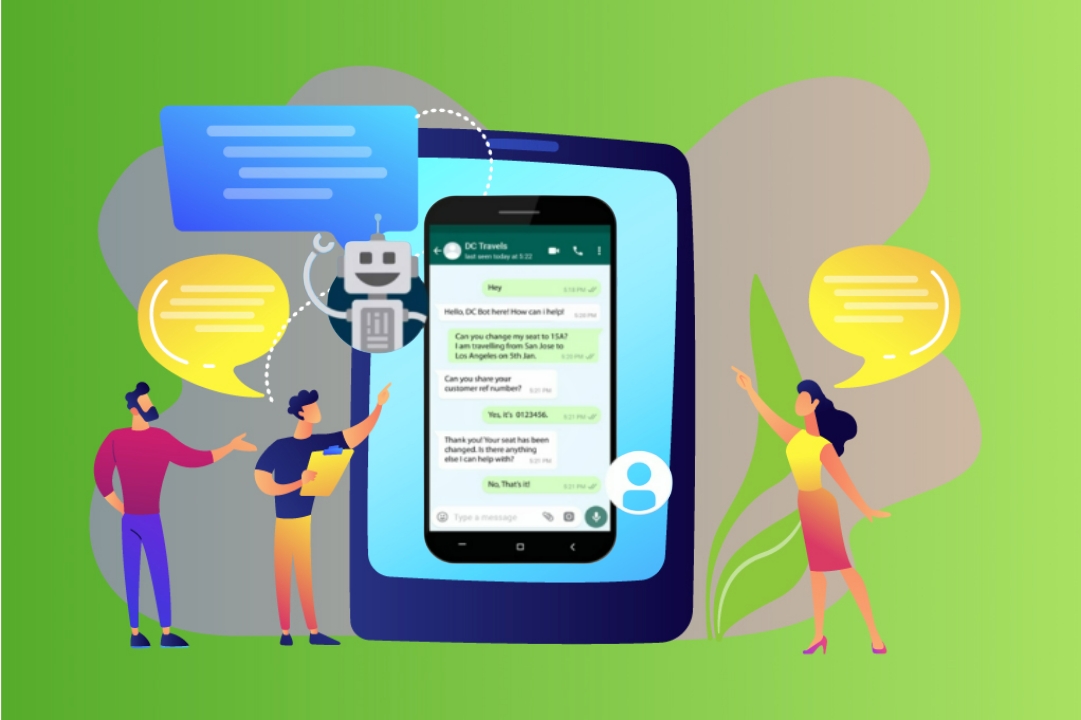 DC Travels
last seen today at 5:22
Hey
5:18 PM
Hello, DC Bot here! How can i help!
5:20 PM
Can you change my seat to 15A?
I am travelling from San Jose to
Los Angeles on 5th Jan.
5:20 PM
Can you share your
customer ref number?
5:21 PM
Yes, it's 0123456.
5:21 PM
Thank you! Your seat has been
changed. Is there anything
else I can help with?
5:21 PM
No, That's it!
5:21 PM
Type a message